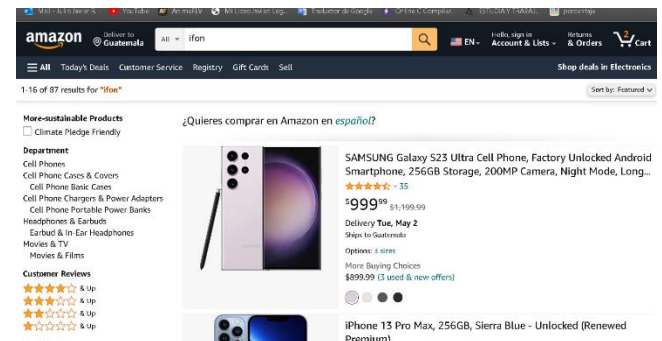 YouTube
AnimeFLV
Traductor de Google
Online C Compiler
ESTUDIA Y TRABAJ...
porcentaje
amazon
Deliver to
Guatemala
All
ifon
EN
Hello, sign in
Account & Lists
Returns
& Orders
2
Cart
All
Today's Deals
Customer Service
Registry
Gift Cards
Sell
Shop deals in Electronics
1-16 of 87 results for "ifon"
Sort by: Featured
More-sustainable Products
Climate Pledge Friendly
Department
Cell Phones
Cell Phone Cases & Covers
Cell Phone Basic Cases
Cell Phone Chargers & Power Adapters
Cell Phone Portable Power Banks
Headphones & Earbuds
Earbud & In-Ear Headphones
Movies & TV
Movies & Films
Customer Reviews
& Up
& Up
& Up
& Up
¿Quieres comprar en Amazon en español?
SAMSUNG Galaxy S23 Ultra Cell Phone, Factory Unlocked Android
Smartphone, 256GB Storage, 200MP Camera, Night Mode, Long...
35
$999.99 $1,199.99
Delivery Tue, May 2
Ships to Guatemala
Options: 3 sizes
More Buying Choices
$899.99 (3 used & new offers)
iPhone 13 Pro Max, 256GB, Sierra Blue - Unlocked (Renewed
Premium)